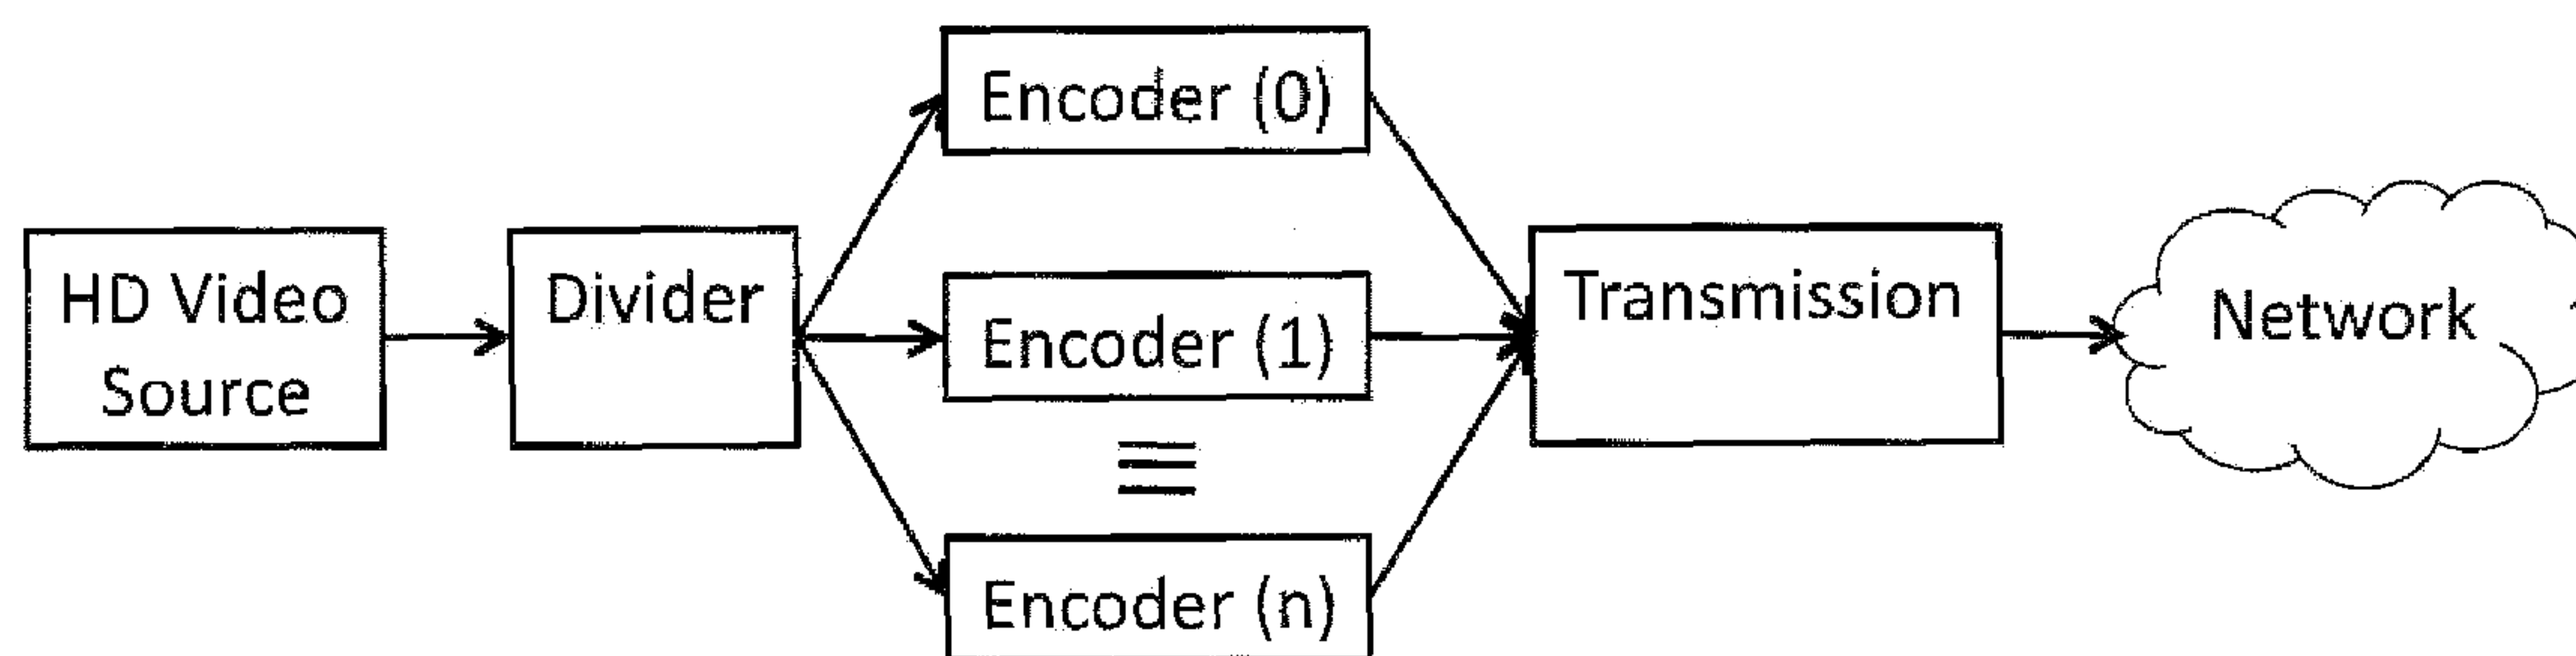 HD Video
Source
Divider
Encoder (0)
Encoder (1)
Encoder (n)
Transmission
Network